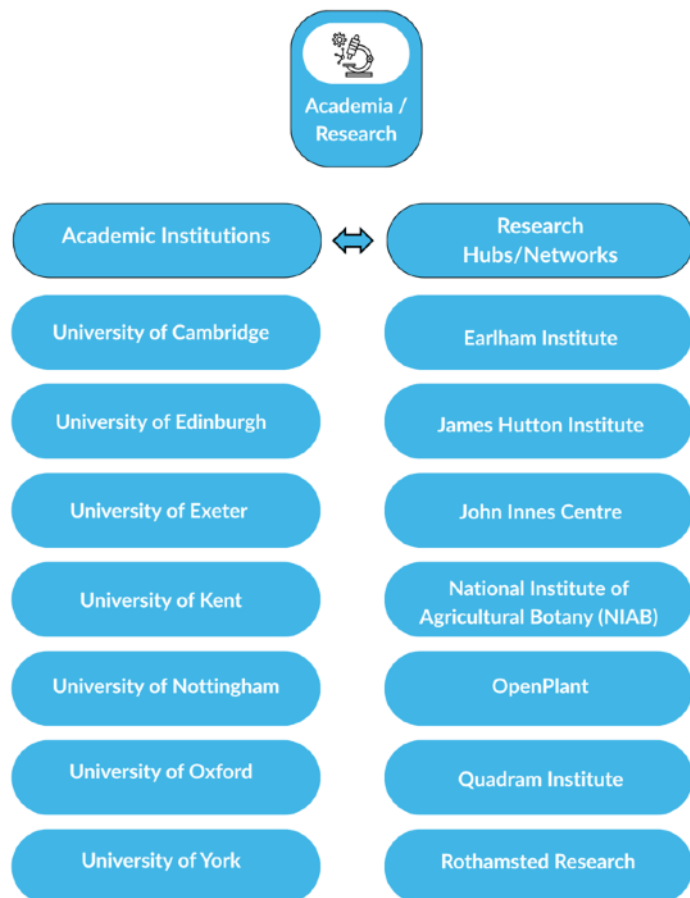 Academia /
Research
Academic Institutions
Research
Hubs/Networks
University of Cambridge
Earlham Institute
University of Edinburgh
James Hutton Institute
University of Exeter
John Innes Centre
University of Kent
National Institute of
Agricultural Botany (NIAB)
University of Nottingham
OpenPlant
University of Oxford
Quadram Institute
University of York
Rothamsted Research